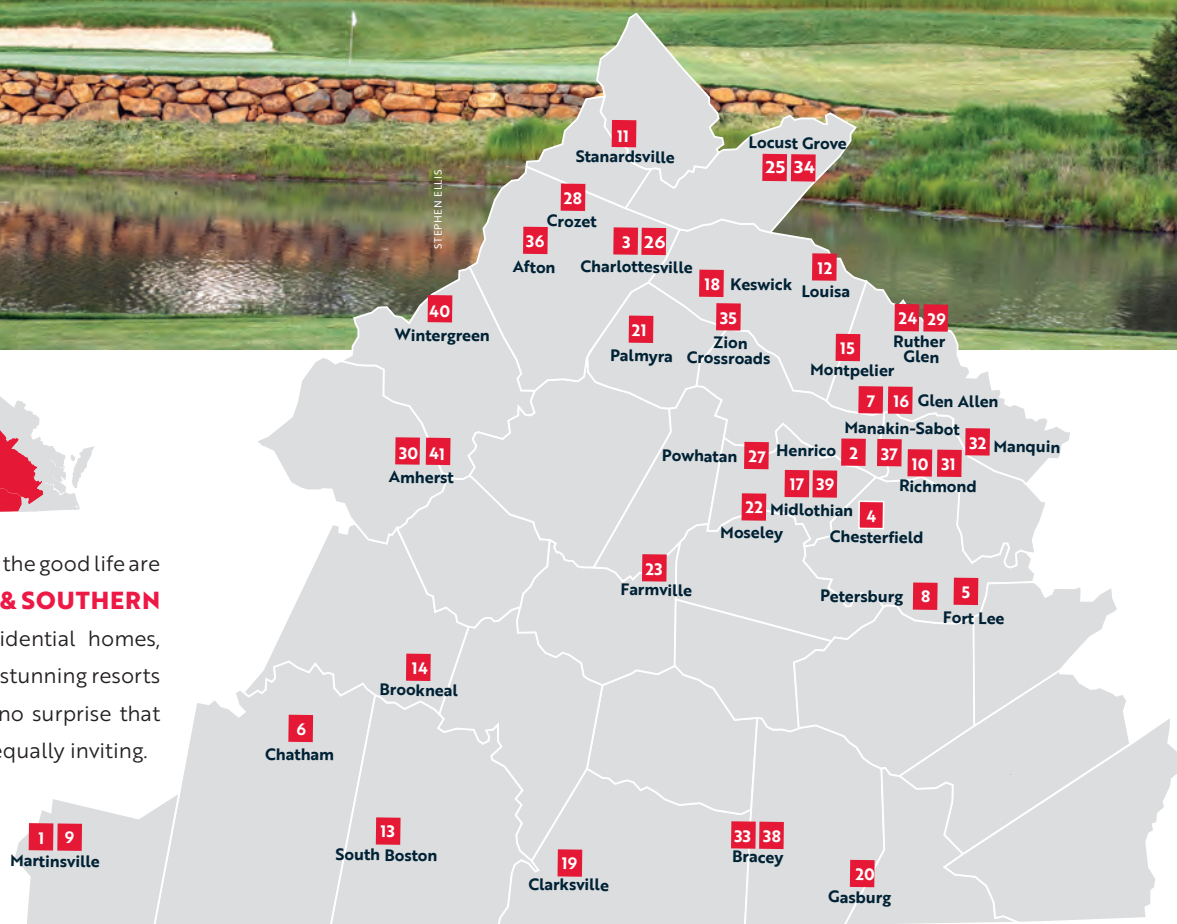 STEPHEN ELLIS
11
Stanardsville
Locust Grove
25 34
28
Crozet
36
Afton
3 26
Charlottesville
18 Keswick
12
Louisa
40
Wintergreen
21
Palmyra
35
Zion
Crossroads
24 29
Ruther
Glen
15
Montpelier
7 16 Glen Allen
Manakin-Sabot
37
32 Manquin
30 41
Amherst
Powhatan 27
Henrico 2
10 31
Richmond
17 39
Midlothian
22
Moseley
4
Chesterfield
23
Farmville
Petersburg 8
5
Fort Lee
the good life are
& SOUTHERN
idential homes,
stunning resorts
no surprise that
equally inviting.
14
Brookneal
6
Chatham
1 9
Martinsville
13
South Boston
19
Clarksville
33 38
Bracey
20
Gasburg